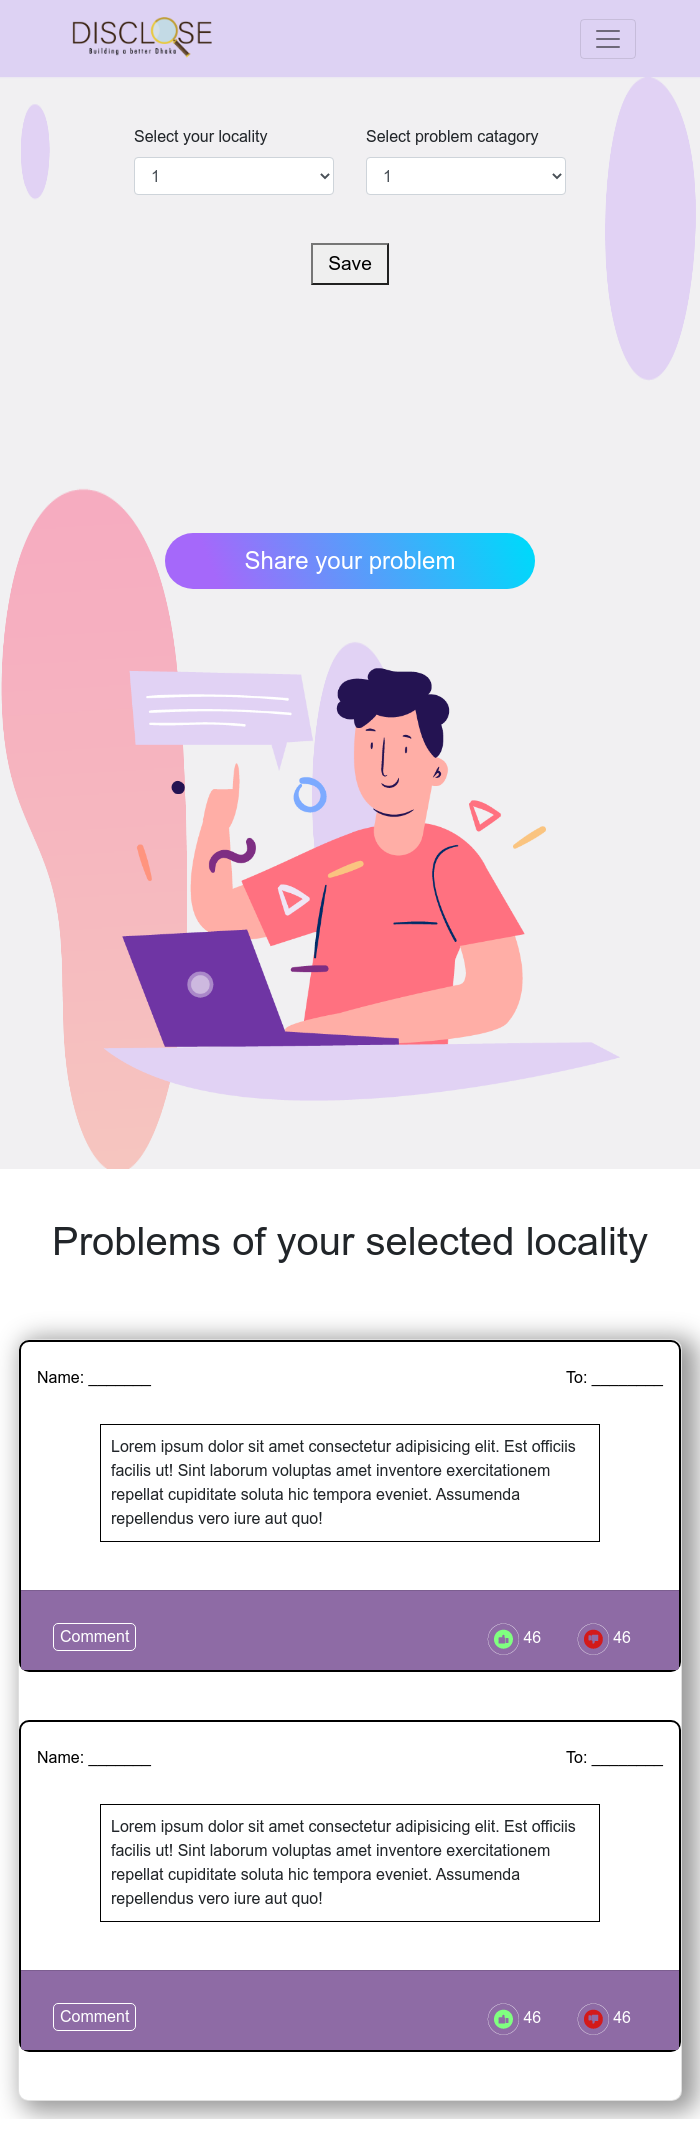 DISCLOSE
Building a better Dhaka
Select your locality
Select problem catagory
1
1
Save
Share your problem
Problems of your selected locality
Name: _______
To: ________
Lorem ipsum dolor sit amet consectetur adipisicing elit. Est officiis
facilis ut! Sint laborum voluptas amet inventore exercitationem
repellat cupiditate soluta hic tempora eveniet. Assumenda
repellendus vero iure aut quo!
Comment
46
46
Name: _______
To: ________
Lorem ipsum dolor sit amet consectetur adipisicing elit. Est officiis
facilis ut! Sint laborum voluptas amet inventore exercitationem
repellat cupiditate soluta hic tempora eveniet. Assumenda
repellendus vero iure aut quo!
Comment
46
46